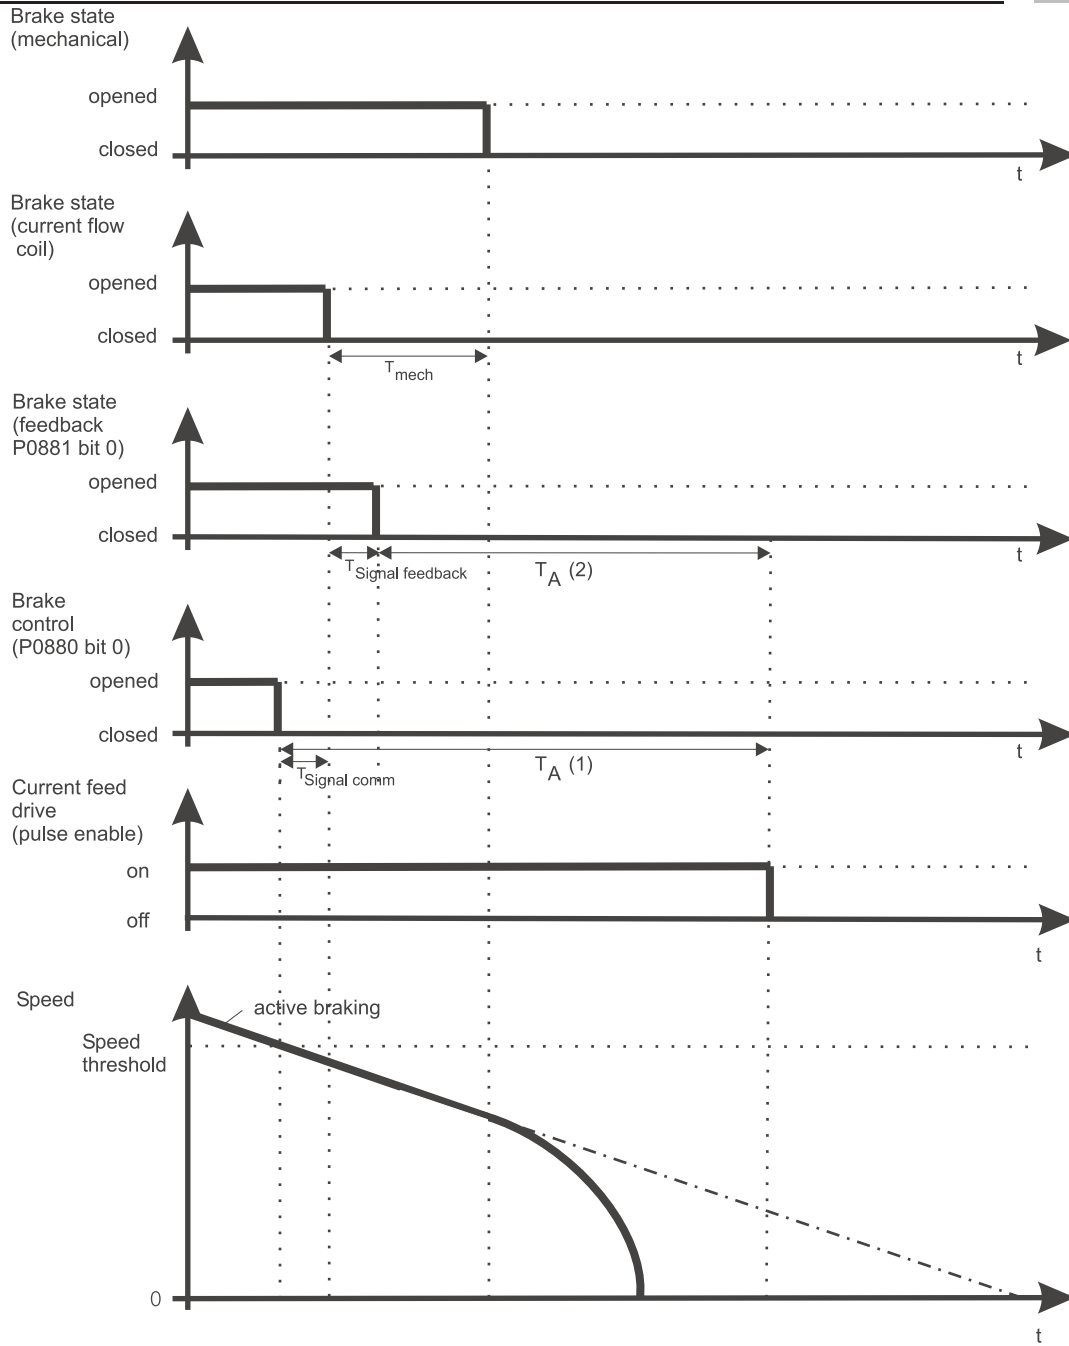 Brake state
(mechanical)
opened
closed
t
Brake state
(current flow
coil)
opened
closed
t
Tmech
Brake state
(feedback
P0881 bit 0)
opened
closed
t
TSignal feedback
TA (2)
Brake
control
(P0880 bit 0)
opened
closed
t
TA (1)
TSignal comm
Current feed
drive
(pulse enable)
on
off
t
Speed
active braking
Speed
threshold
0
t